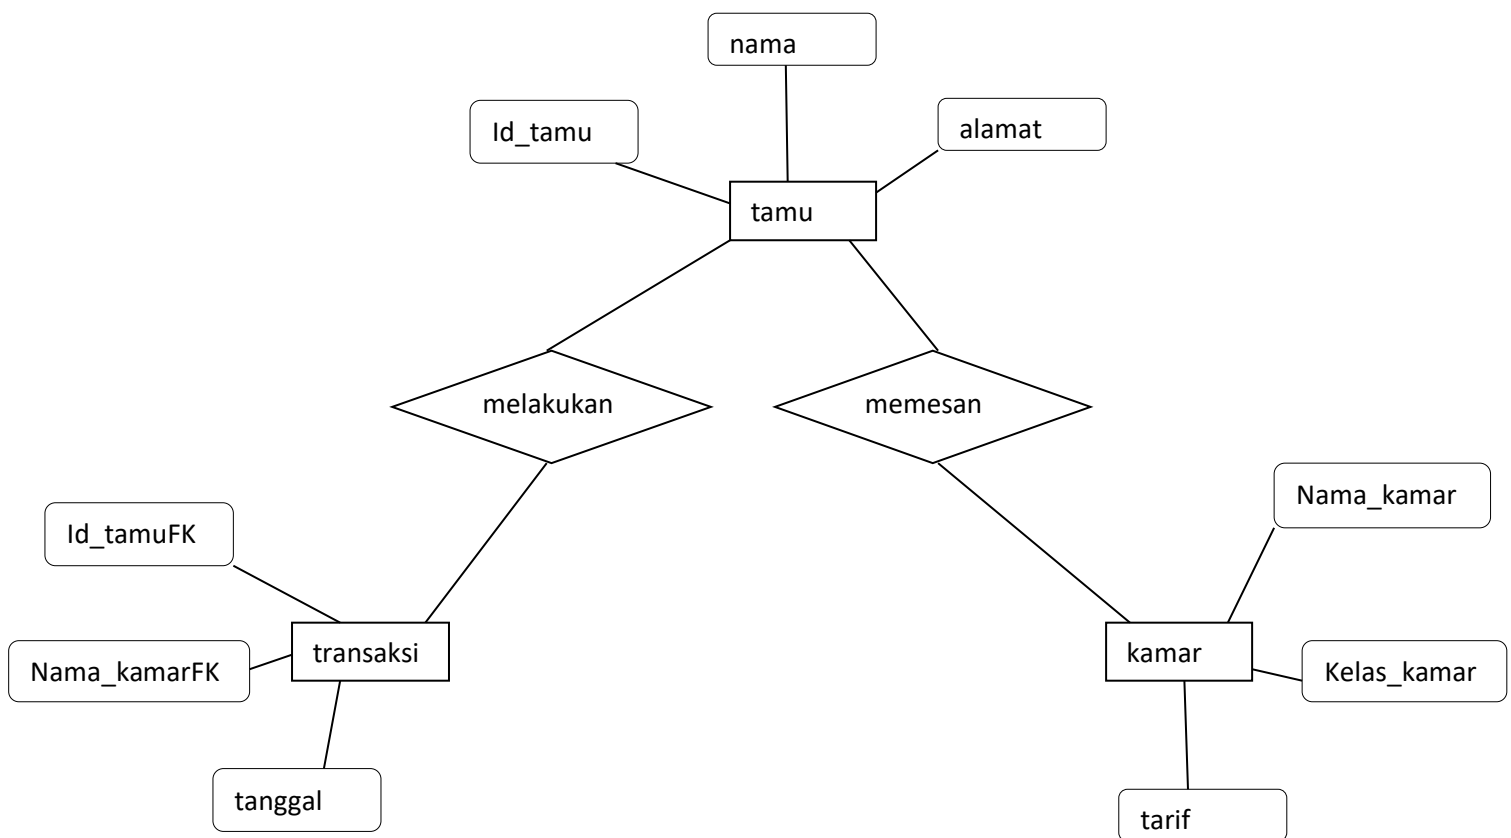 nama
Id_tamu
alamat
tamu
melakukan
memesan
Nama_kamar
Id_tamuFK
transaksi
kamar
Nama_kamarFK
Kelas_kamar
tanggal
tarif